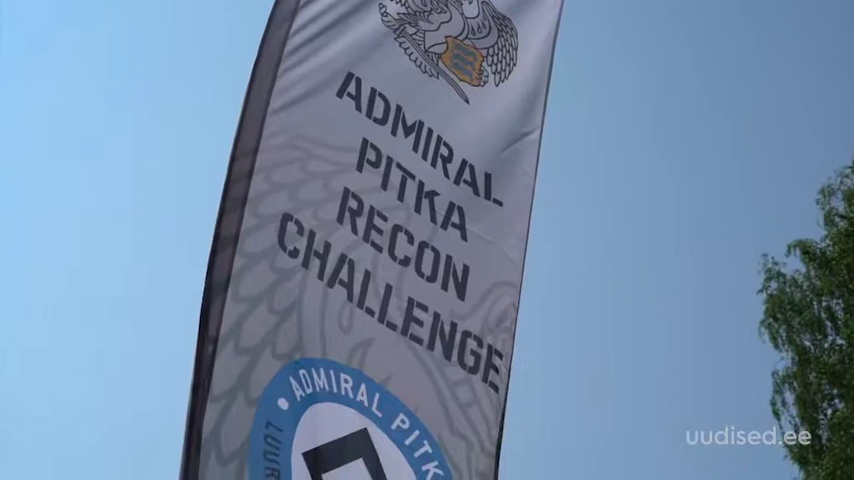 ADMIRAL
PITKA
RECON
CHALLENGE
ADMIRAL PITK
LUUR
uudised.ee